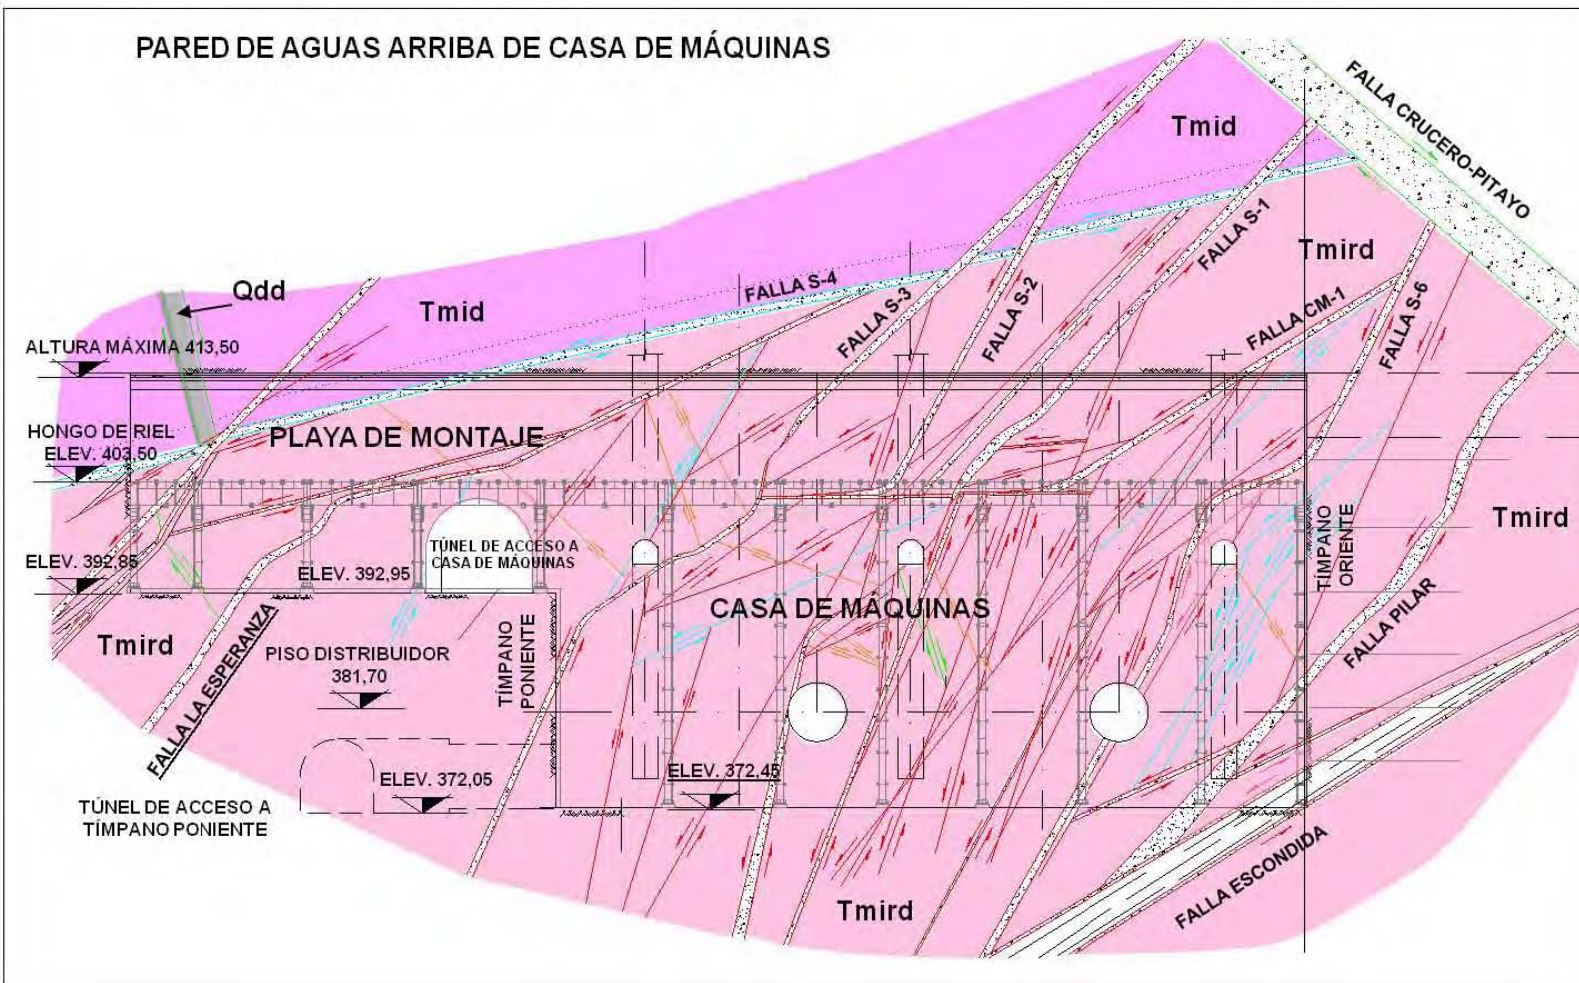 PARED DE AGUAS ARRIBA DE CASA DE MÁQUINAS
FALLA CRUCERO-PITAYO
Tmid
Qdd
Tmid
FALLA S-4
FALLA S-3
FALLA S-2
FALLA S-1
Tmird
FALLA CM-1
FALLA S-6
ALTURA MÁXIMA 413,50
HONGO DE RIEL
ELEV. 403,50
PLAYA DE MONTAJE
ELEV. 392,85
ELEV. 392,95
TÚNEL DE ACCESO A
CASA DE MÁQUINAS
TÍMPANO
ORIENTE
Tmird
CASA DE MÁQUINAS
Tmird
FALLA LA ESPERANZA
PISO DISTRIBUIDOR
381,70
TÍMPANO
PONIENTE
FALLA PILAR
ELEV. 372,05
ELEV. 372,45
TÚNEL DE ACCESO A
TÍMPANO PONIENTE
Tmird
FALLA ESCONDIDA